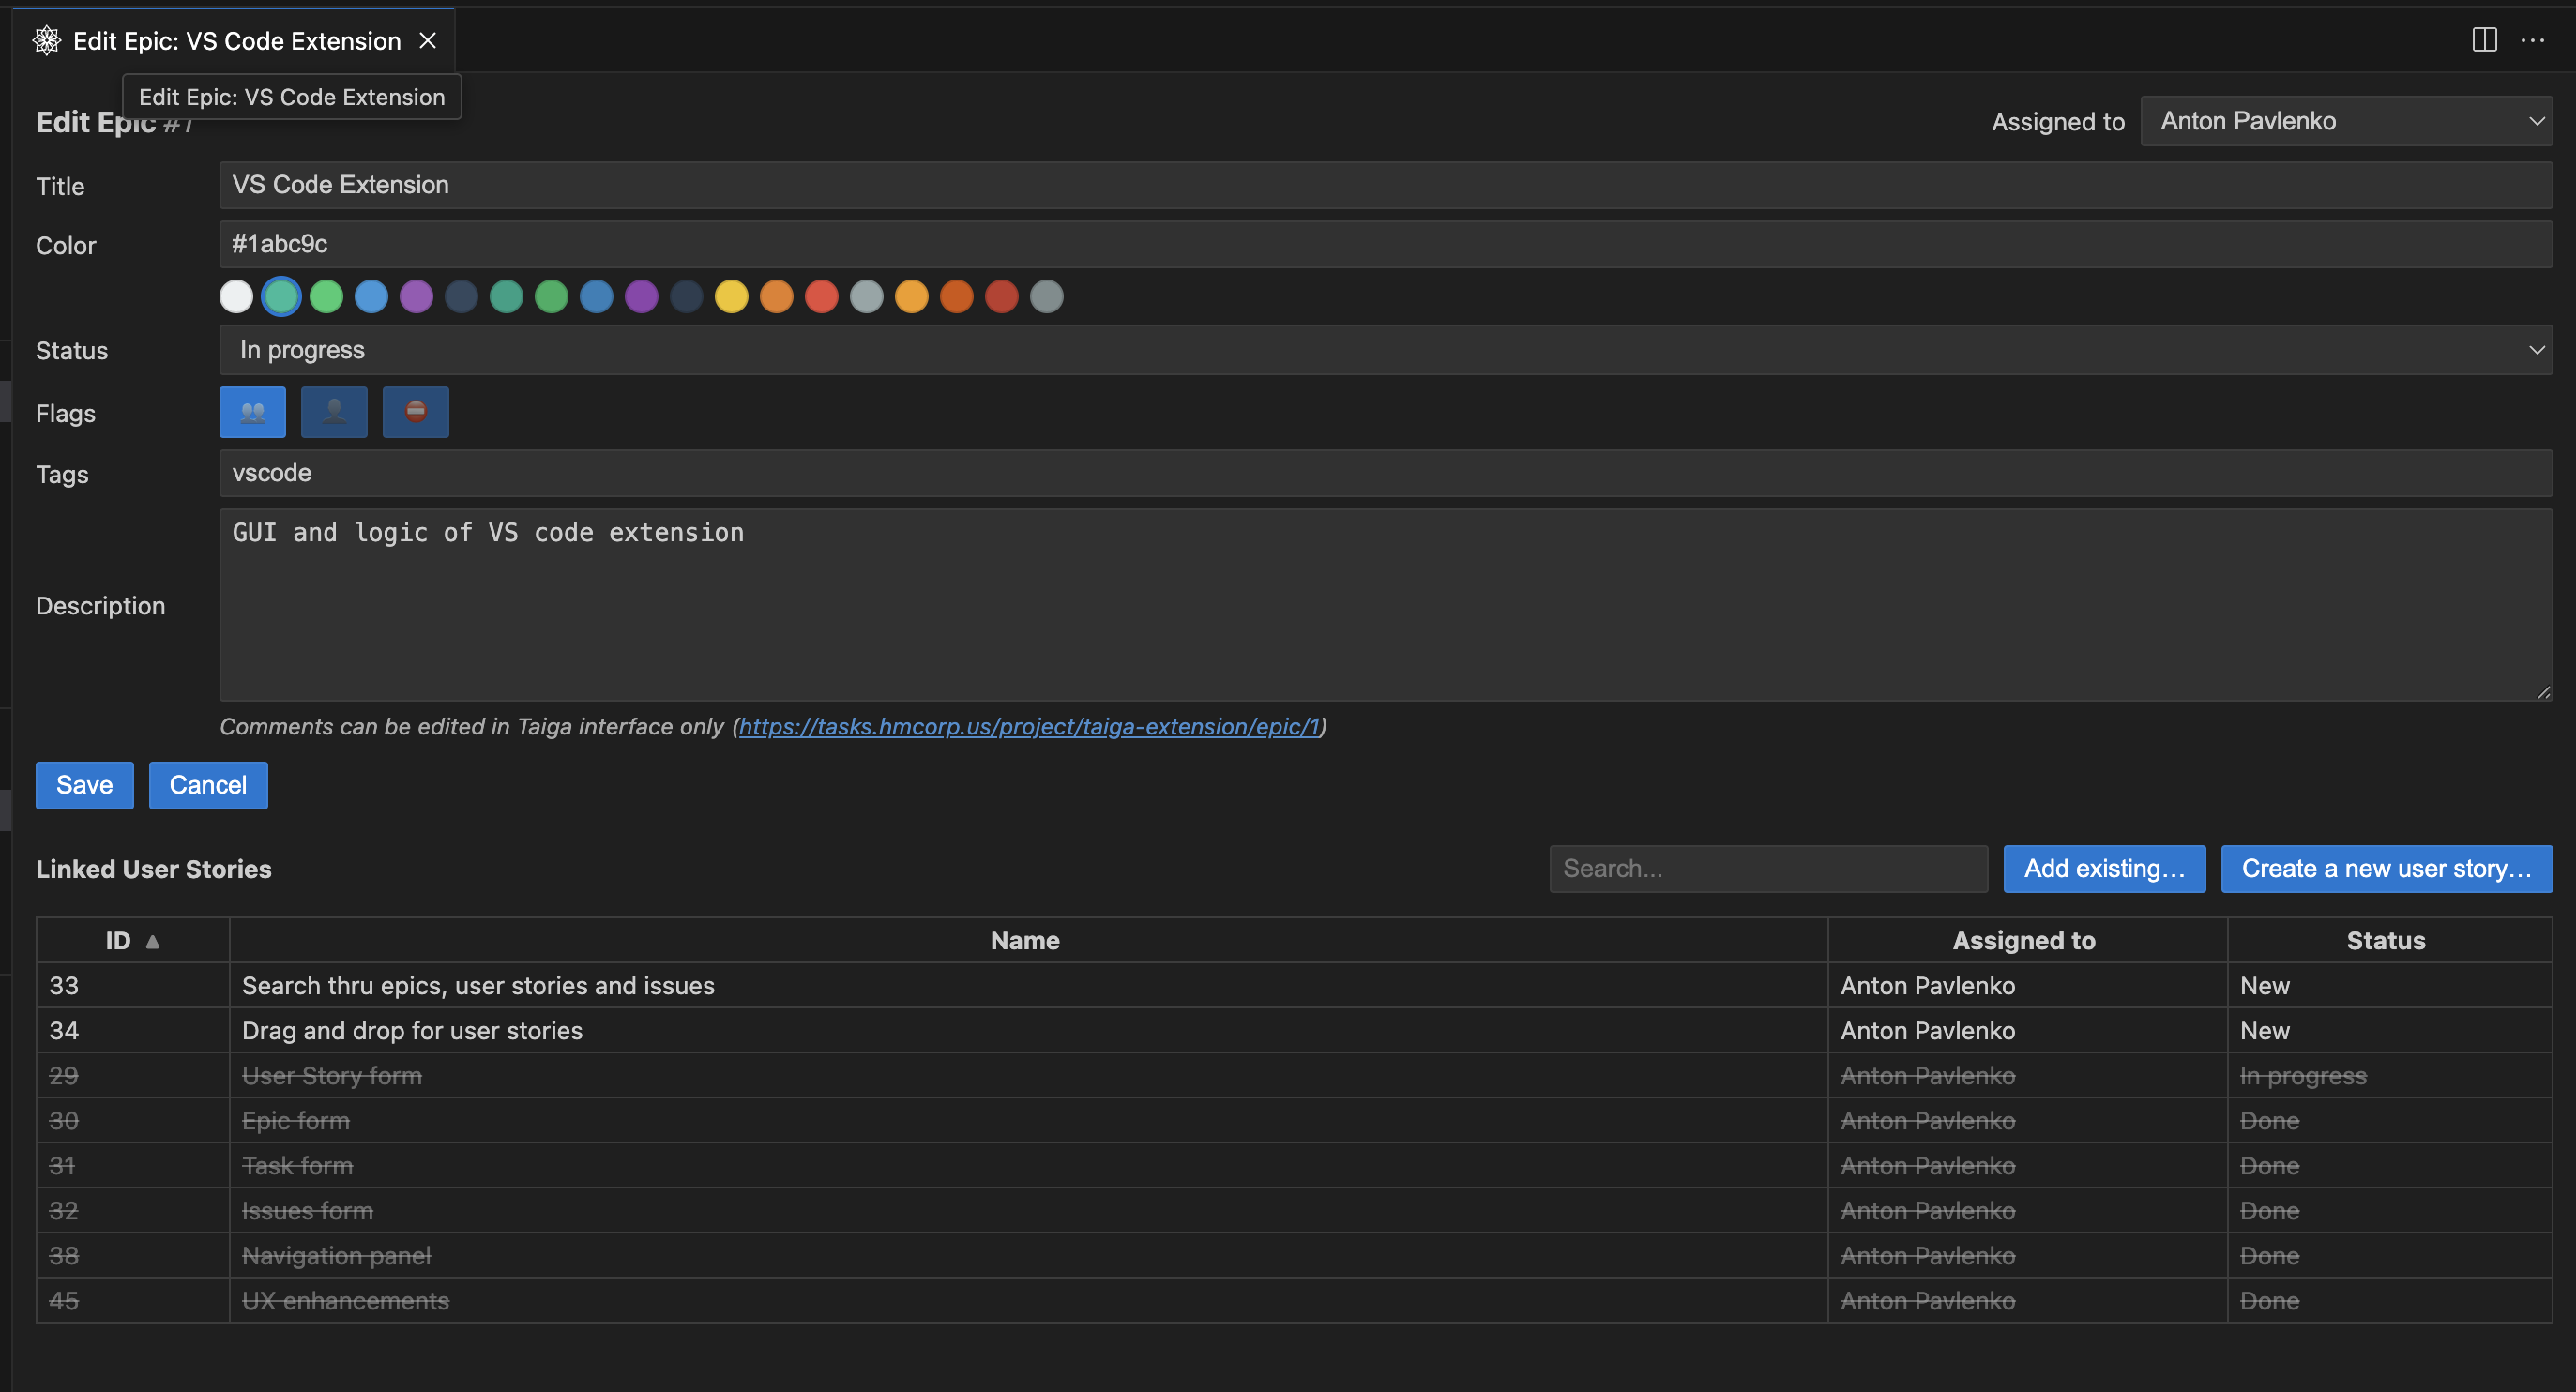 Edit Epic: VS Code Extension
Edit Epic: VS Code Extension
Edit Epic #1
Assigned to Anton Pavlenko
Title VS Code Extension
Color #1abc9c
Status In progress
Flags
Tags vscode
Description GUI and logic of VS code extension
Comments can be edited in Taiga interface only (https://tasks.hmcorp.us/project/taiga-extension/epic/1)
Save Cancel
Linked User Stories Search... Add existing... Create a new user story...
ID ▲ Name Assigned to Status
33 Search thru epics, user stories and issues Anton Pavlenko New
34 Drag and drop for user stories Anton Pavlenko New
29 User Story form Anton Pavlenko In progress
30 Epic form Anton Pavlenko Done
31 Task form Anton Pavlenko Done
32 Issues form Anton Pavlenko Done
38 Navigation panel Anton Pavlenko Done
45 UX enhancements Anton Pavlenko Done